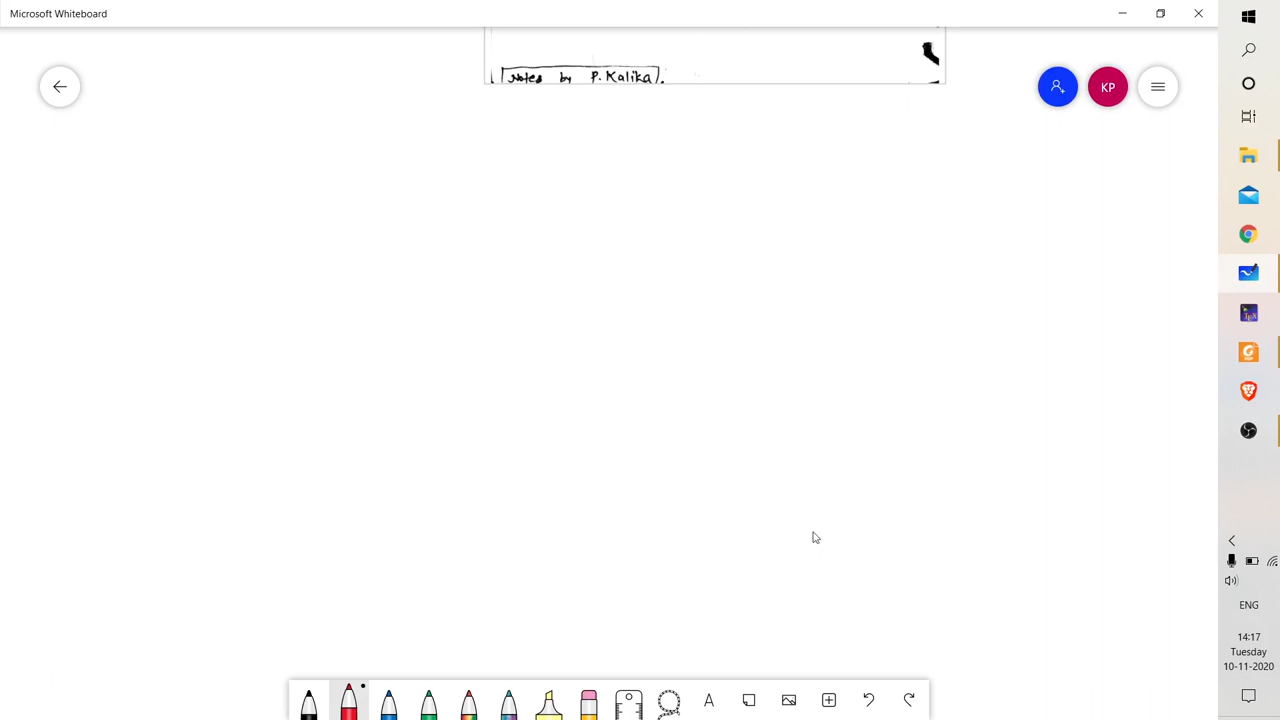 Microsoft Whiteboard
Notes by P. Kalika.
KP
A
ENG
14:17
Tuesday
10-11-2020